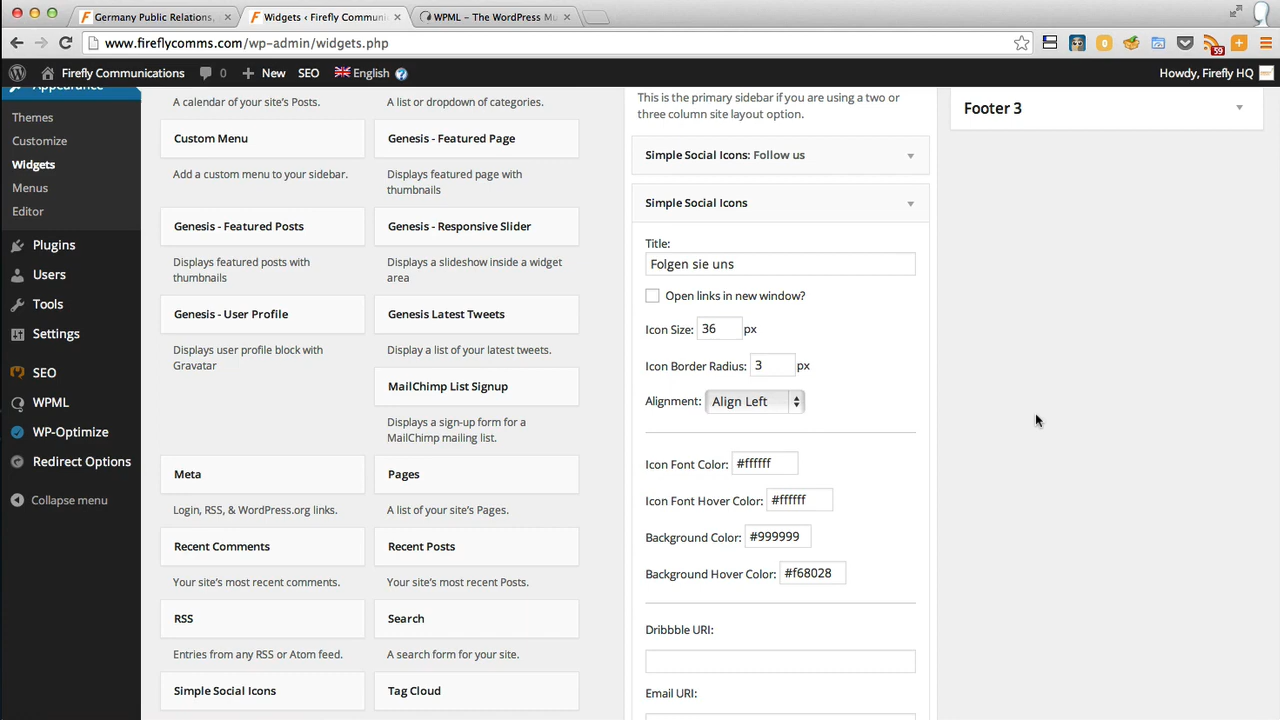 Germany Public Relations,
Widgets ‹ Firefly Communi
WPML – The WordPress Mu
www.fireflycomms.com/wp-admin/widgets.php
59
Firefly Communications
0
New
SEO
English
Howdy, Firefly HQ
Appearance
Themes
Customize
Widgets
Menus
Editor
Plugins
Users
Tools
Settings
SEO
WPML
WP-Optimize
Redirect Options
Collapse menu
A calendar of your site's Posts.
A list or dropdown of categories.
Custom Menu
Genesis - Featured Page
Add a custom menu to your sidebar.
Displays featured page with
thumbnails
Genesis - Featured Posts
Genesis - Responsive Slider
Displays featured posts with
thumbnails
Displays a slideshow inside a widget
area
Genesis - User Profile
Genesis Latest Tweets
Displays user profile block with
Gravatar
Display a list of your latest tweets.
MailChimp List Signup
Displays a sign-up form for a
MailChimp mailing list.
Meta
Pages
Login, RSS, & WordPress.org links.
A list of your site's Pages.
Recent Comments
Recent Posts
Your site's most recent comments.
Your site's most recent Posts.
RSS
Search
Entries from any RSS or Atom feed.
A search form for your site.
Simple Social Icons
Tag Cloud
This is the primary sidebar if you are using a two or
three column site layout option.
Simple Social Icons: Follow us
Simple Social Icons
Title:
Folgen sie uns
Open links in new window?
Icon Size: 36 px
Icon Border Radius: 3 px
Alignment: Align Left
Icon Font Color: #ffffff
Icon Font Hover Color: #ffffff
Background Color: #999999
Background Hover Color: #f68028
Dribbble URI:
Email URI:
Footer 3